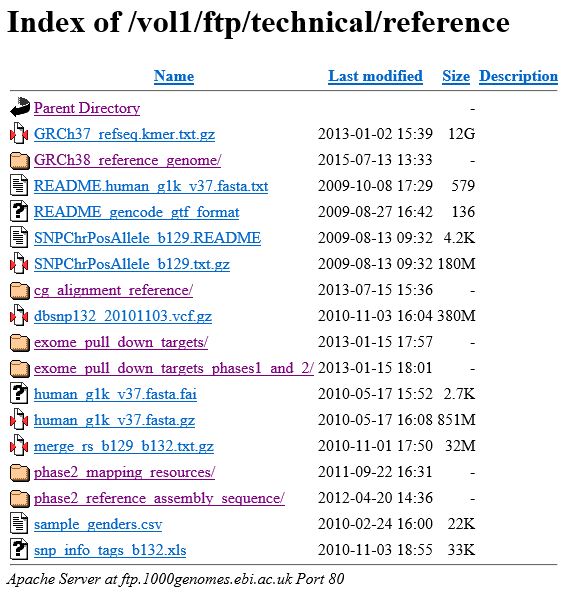 Index of /vol1/ftp/technical/reference
Name Last modified Size Description
Parent Directory -
GRCh37_refseq.kmer.txt.gz 2013-01-02 15:39 12G
GRCh38_reference_genome/ 2015-07-13 13:33 -
README.human_g1k_v37.fasta.txt 2009-10-08 17:29 579
README_gencode_gtf_format 2009-08-27 16:42 136
SNPChrPosAllele_b129.README 2009-08-13 09:32 4.2K
SNPChrPosAllele_b129.txt.gz 2009-08-13 09:32 180M
cg_alignment_reference/ 2013-07-15 15:36 -
dbsnp132_20101103.vcf.gz 2010-11-03 16:04 380M
exome_pull_down_targets/ 2013-01-15 17:57 -
exome_pull_down_targets_phases1_and_2/ 2013-01-15 18:01 -
human_g1k_v37.fasta.fai 2010-05-17 15:52 2.7K
human_g1k_v37.fasta.gz 2010-05-17 16:08 851M
merge_rs_b129_b132.txt.gz 2010-11-01 17:50 32M
phase2_mapping_resources/ 2011-09-22 16:31 -
phase2_reference_assembly_sequence/ 2012-04-20 14:36 -
sample_genders.csv 2010-02-24 16:00 22K
snp_info_tags_b132.xls 2010-11-03 18:55 33K
Apache Server at ftp.1000genomes.ebi.ac.uk Port 80